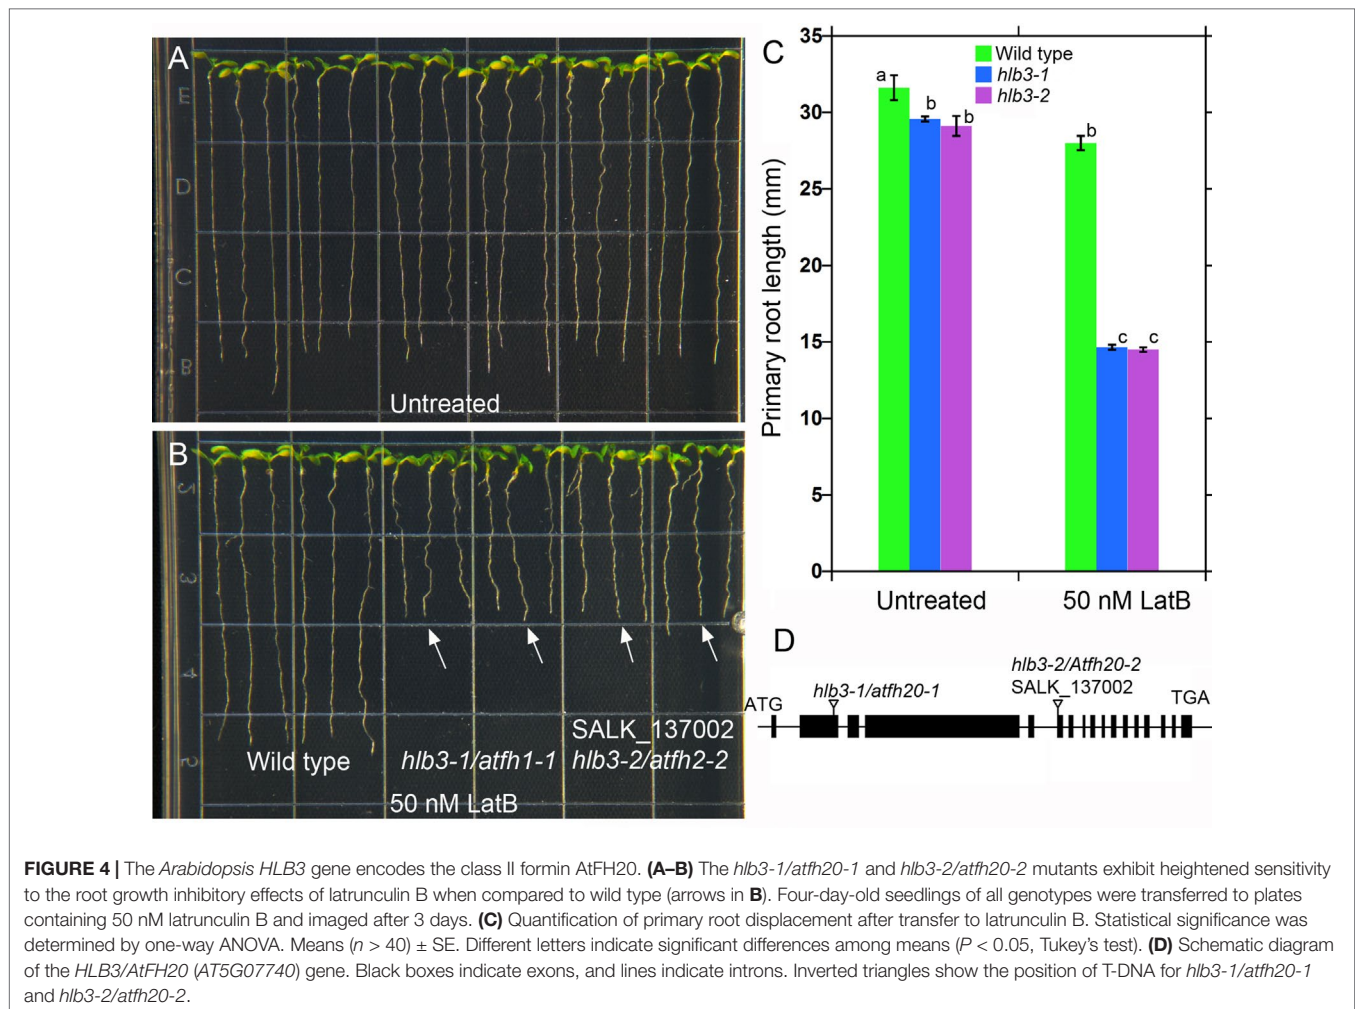 A
E
D
C
B
Untreated
B
2
3
4
5
Wild type
hlb3-1/atfh1-1
SALK_137002
hlb3-2/atfh2-2
50 nM LatB
C
Primary root length (mm)
35
30
25
20
15
10
5
0
Wild type
hlb3-1
hlb3-2
a
b
b
b
c
c
Untreated
50 nM LatB
D
hlb3-2/Atfh20-2
hlb3-1/atfh20-1
SALK_137002
ATG
TGA
FIGURE 4 | The Arabidopsis HLB3 gene encodes the class II formin AtFH20. (A–B) The hlb3-1/atfh20-1 and hlb3-2/atfh20-2 mutants exhibit heightened sensitivity
to the root growth inhibitory effects of latrunculin B when compared to wild type (arrows in B). Four-day-old seedlings of all genotypes were transferred to plates
containing 50 nM latrunculin B and imaged after 3 days. (C) Quantification of primary root displacement after transfer to latrunculin B. Statistical significance was
determined by one-way ANOVA. Means (n > 40) ± SE. Different letters indicate significant differences among means (P < 0.05, Tukey's test). (D) Schematic diagram
of the HLB3/AtFH20 (AT5G07740) gene. Black boxes indicate exons, and lines indicate introns. Inverted triangles show the position of T-DNA for hlb3-1/atfh20-1
and hlb3-2/atfh20-2.